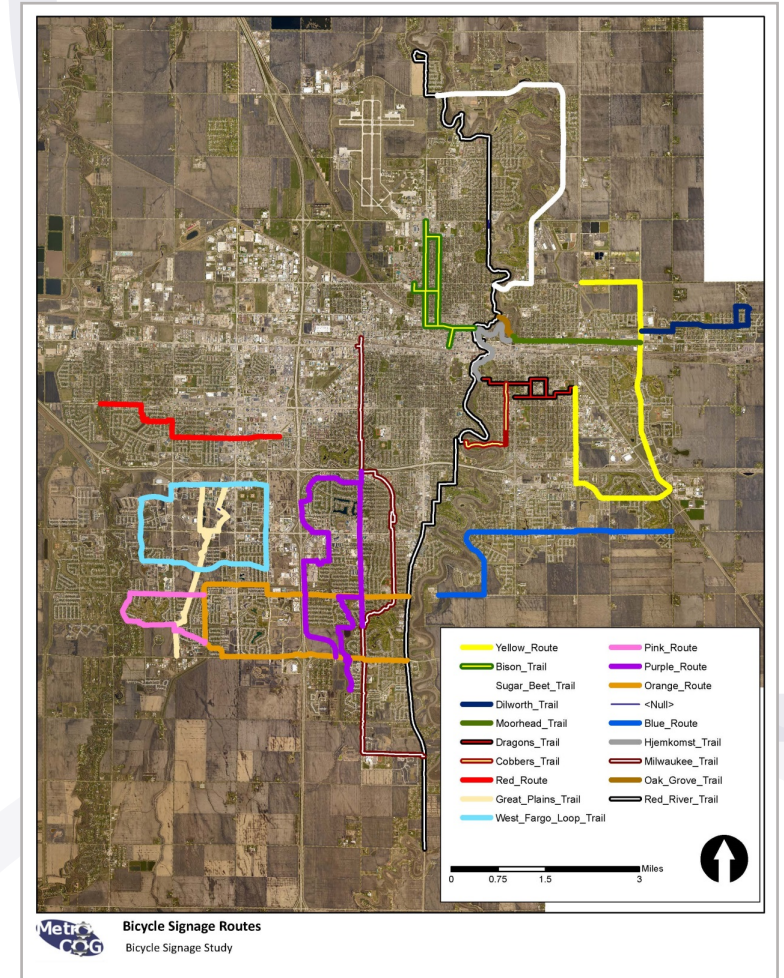 Yellow_Route
Bison_Trail
Sugar_Beet_Trail
Dilworth_Trail
Moorhead_Trail
Dragons_Trail
Cobbers_Trail
Red_Route
Great_Plains_Trail
West_Fargo_Loop_Trail
Pink_Route
Purple_Route
Orange_Route
<Null>
Blue_Route
Hjemkomst_Trail
Milwaukee_Trail
Oak_Grove_Trail
Red_River_Trail
Miles
0 0.75 1.5 3
Metro COG
Bicycle Signage Routes
Bicycle Signage Study